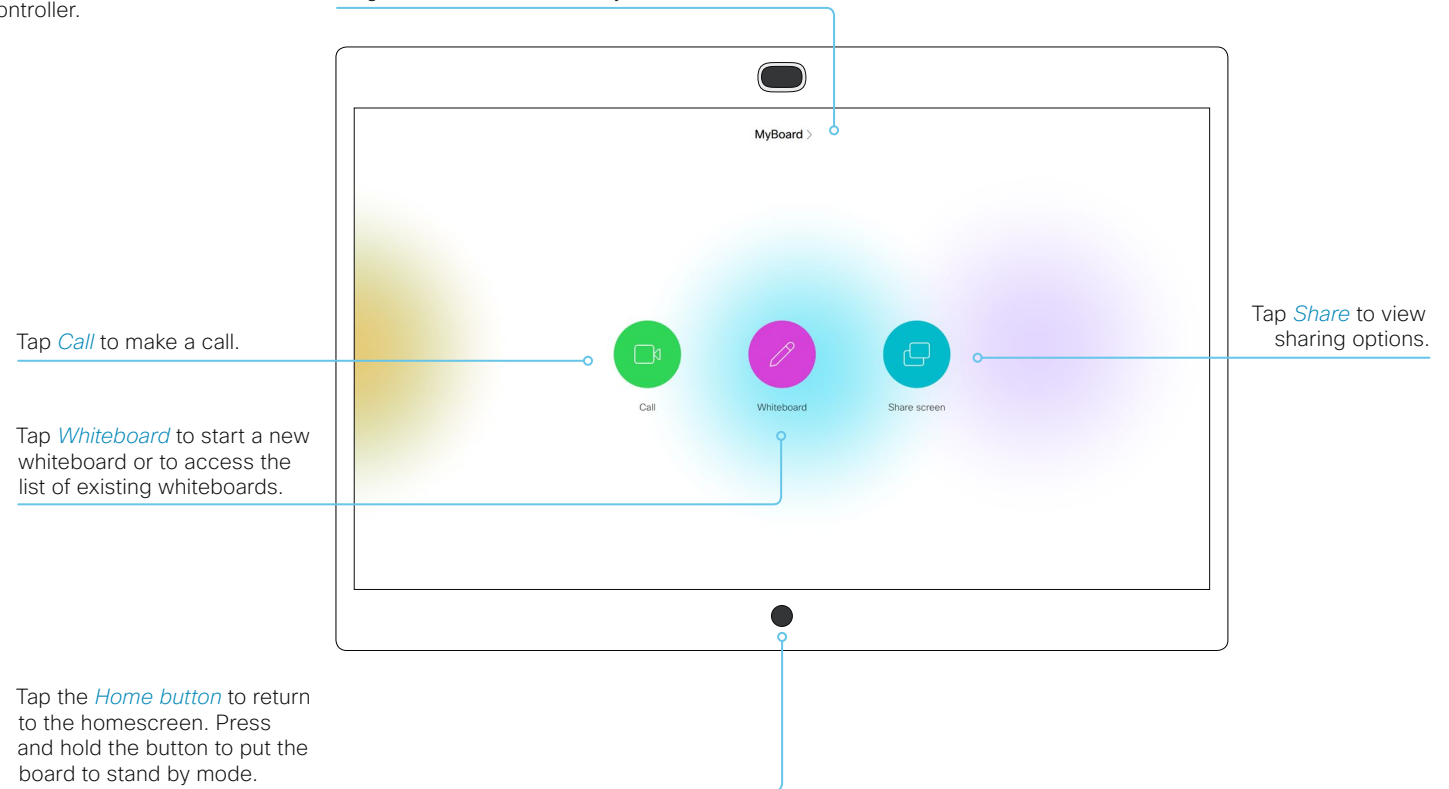 ontroller.
MyBoard
Tap Call to make a call.
Tap Share to view
sharing options.
Call
Whiteboard
Share screen
Tap Whiteboard to start a new
whiteboard or to access the
list of existing whiteboards.
Tap the Home button to return
to the homescreen. Press
and hold the button to put the
board to stand by mode.